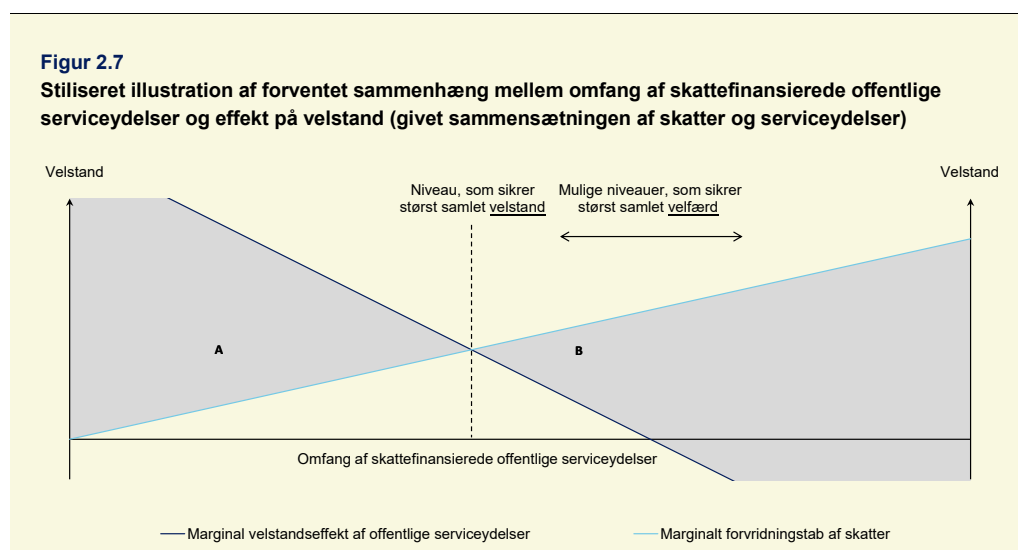 Figur 2.7
Stiliseret illustration af forventet sammenhæng mellem omfang af skattefinansierede offentlige
serviceydelser og effekt på velstand (givet sammensætningen af skatter og serviceydelser)
Velstand
Velstand
Niveau, som sikrer
størst samlet velstand
Mulige niveauer, som sikrer
størst samlet velfærd
A
B
Omfang af skattefinansierede offentlige serviceydelser
Marginal velstandseffekt af offentlige serviceydelser
Marginalt forvridningstab af skatter